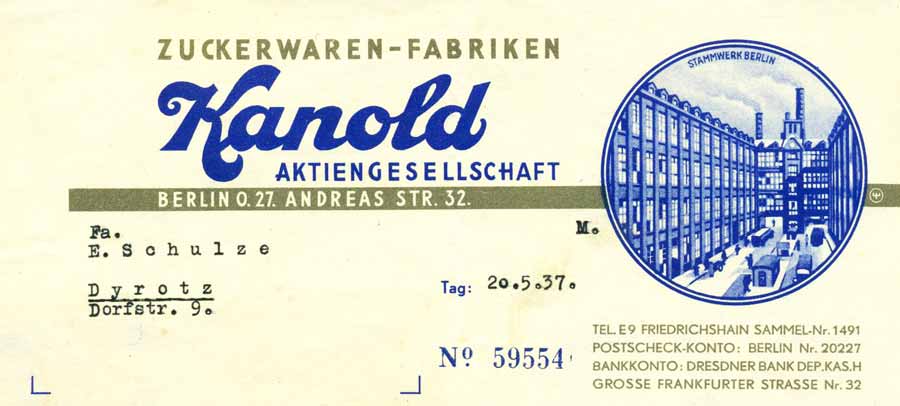 ZUCKERWAREN-FABRIKEN
Kanold
AKTIENGESELLSCHAFT
BERLIN O. 27. ANDREAS STR. 32.
STAMMWERK BERLIN
Fa.
E. Schulze
M.
Dyrotz
Dorfstr. 9.
Tag: 20.5.37.
Nº 59554
TEL. E9 FRIEDRICHSHAIN SAMMEL-Nr. 1491
POSTSCHECK-KONTO: BERLIN Nr. 20227
BANKKONTO: DRESDNER BANK DEP.KAS.H
GROSSE FRANKFURTER STRASSE Nr. 32